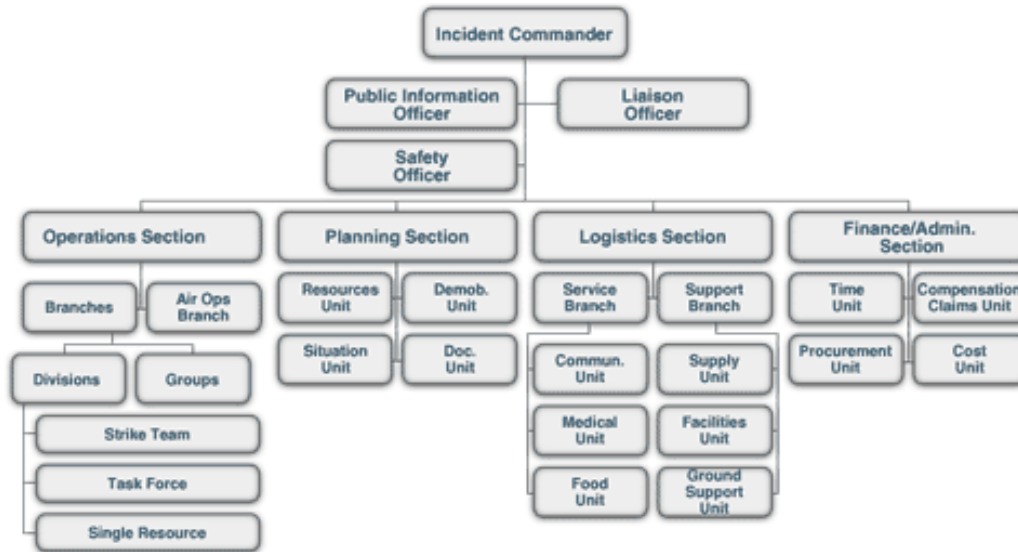 Incident Commander
Public Information
Officer
Liaison
Officer
Safety
Officer
Operations Section
Planning Section
Logistics Section
Finance/Admin.
Section
Branches
Air Ops
Branch
Resources
Unit
Demob.
Unit
Service
Branch
Support
Branch
Time
Unit
Compensation
Claims Unit
Divisions
Groups
Situation
Unit
Doc.
Unit
Commun.
Unit
Supply
Unit
Procurement
Unit
Cost
Unit
Strike Team
Medical
Unit
Facilities
Unit
Task Force
Food
Unit
Ground
Support
Unit
Single Resource